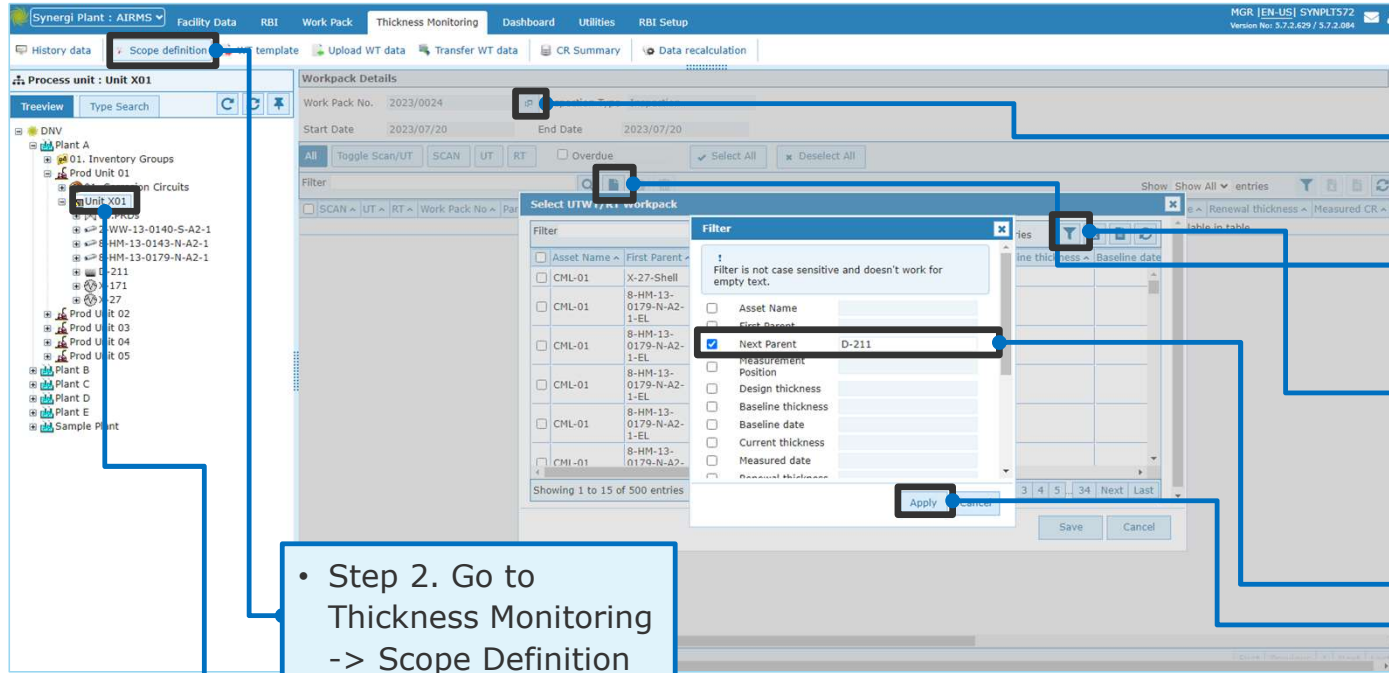 Synergi Plant : AIRMS
Facility Data RBI Work Pack Thickness Monitoring Dashboard Utilities RBI Setup
MGR |EN-US| SYNPLT572
Version No: 5.7.2.629 / 5.7.2.084
History data Scope definition WT template Upload WT data Transfer WT data CR Summary Data recalculation
Process unit : Unit X01
Treeview Type Search
DNV
Plant A
01. Inventory Groups
Prod Unit 01
Circuits
Unit X01
PRDs
2-WW-13-0140-S-A2-1
8-HM-13-0143-N-A2-1
8-HM-13-0179-N-A2-1
D-211
X-171
X-27
Prod Unit 02
Prod Unit 03
Prod Unit 04
Prod Unit 05
Plant B
Plant C
Plant D
Plant E
Sample Plant
Workpack Details
Work Pack No. 2023/0024 Inspection Type Inspection
Start Date 2023/07/20 End Date 2023/07/20
All Toggle Scan/UT SCAN UT RT Overdue Select All Deselect All
Filter Show Show All entries
SCAN UT RT Work Pack No Par Renewal thickness Measured CR
lable in table
Select UTWT/RT Workpack
Filter ries
Asset Name First Parent ine thickness Baseline date
CML-01 X-27-Shell
CML-01 8-HM-13-
0179-N-A2-
1-EL
CML-01 8-HM-13-
0179-N-A2-
1-EL
CML-01 8-HM-13-
0179-N-A2-
1-EL
CML-01 8-HM-13-
0179-N-A2-
1-EL
CML-01 8-HM-13-
0179-N-A2-
Showing 1 to 15 of 500 entries 3 4 5 .. 34 Next Last
Save Cancel
Filter
!
Filter is not case sensitive and doesn't work for
empty text.
Asset Name
First Parent
Next Parent D-211
Measurement
Position
Design thickness
Baseline thickness
Baseline date
Current thickness
Measured date
Renewal thickness
Apply Cancel
• Step 2. Go to
Thickness Monitoring
-> Scope Definition